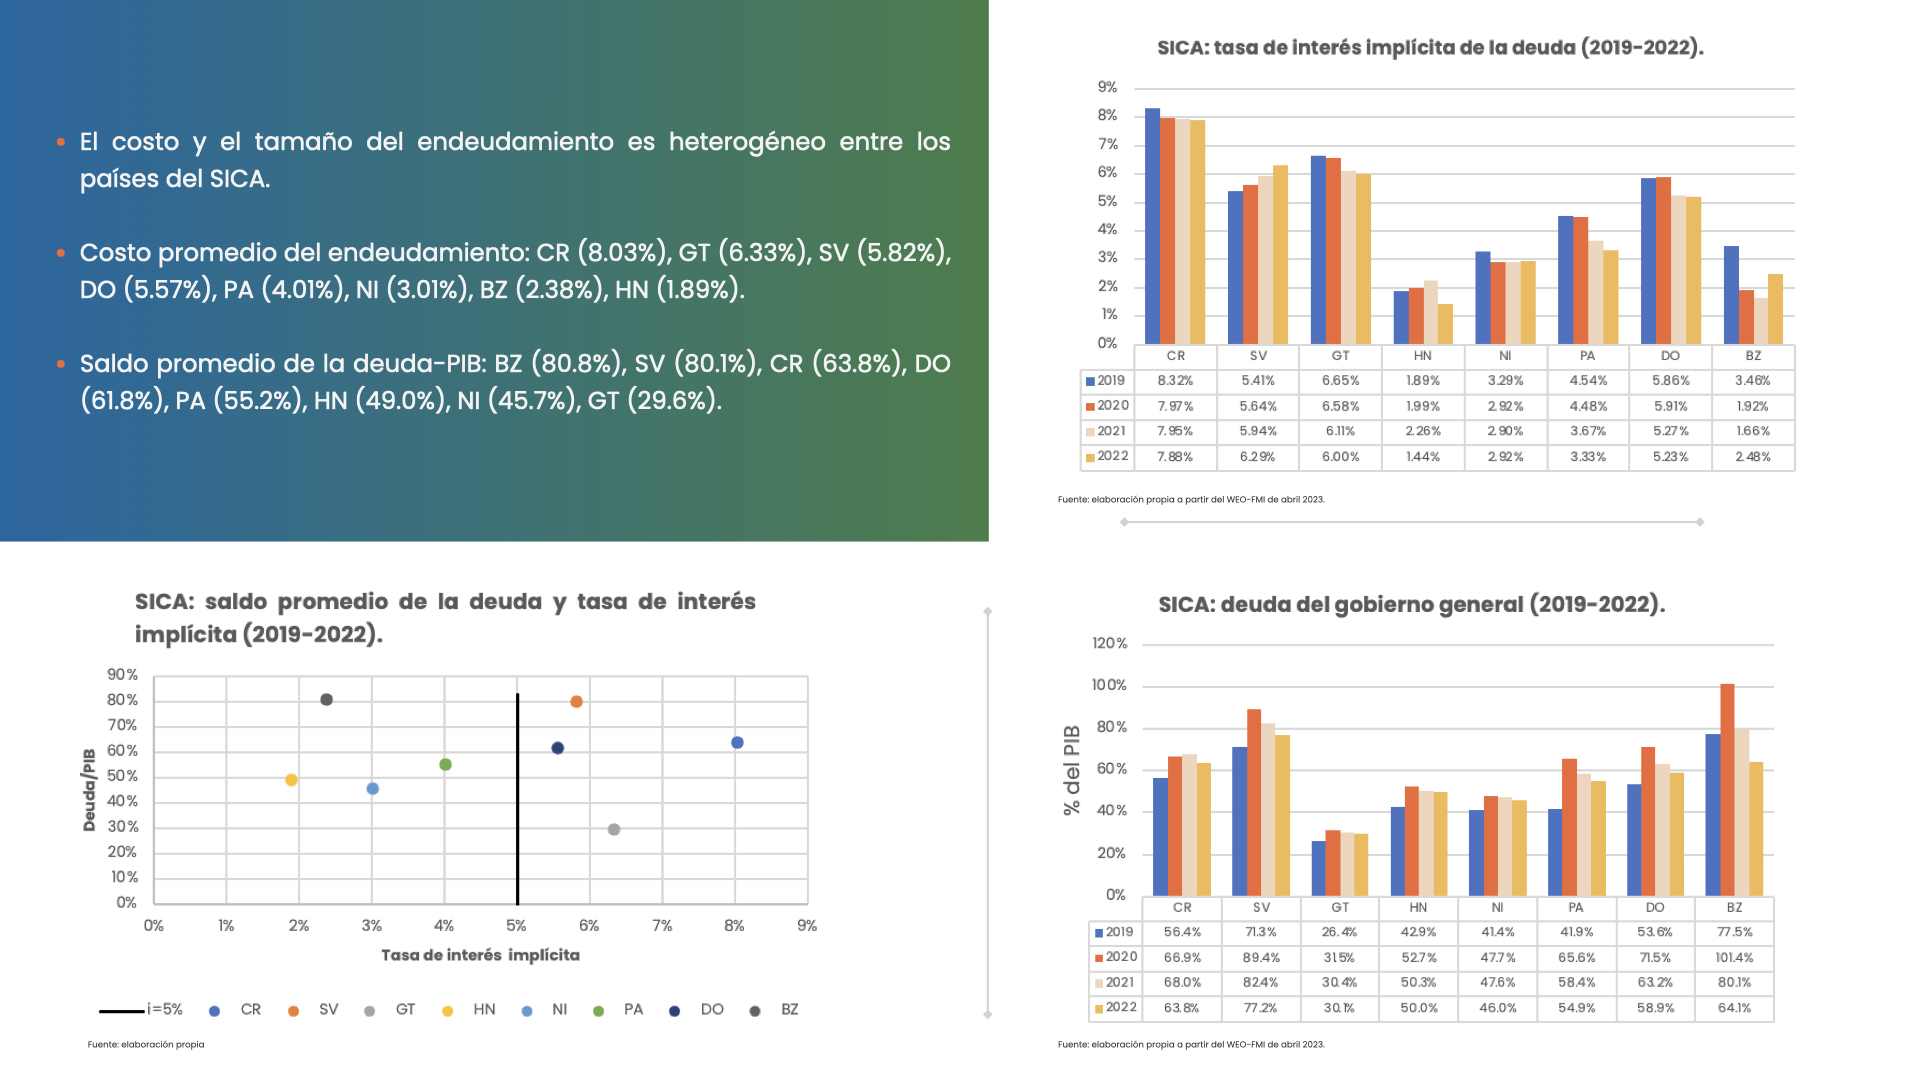 • El costo y el tamaño del endeudamiento es heterogéneo entre los
países del SICA.
• Costo promedio del endeudamiento: CR (8.03%), GT (6.33%), SV (5.82%),
DO (5.57%), PA (4.01%), NI (3.01%), BZ (2.38%), HN (1.89%).
• Saldo promedio de la deuda-PIB: BZ (80.8%), SV (80.1%), CR (63.8%), DO
(61.8%), PA (55.2%), HN (49.0%), NI (45.7%), GT (29.6%).
SICA: tasa de interés implícita de la deuda (2019-2022).
9%
8%
7%
6%
5%
4%
3%
2%
1%
0%
CR SV GT HN NI PA DO BZ
2019 8.32% 5.41% 6.65% 1.89% 3.29% 4.54% 5.86% 3.46%
2020 7.97% 5.64% 6.58% 1.99% 2.92% 4.48% 5.91% 1.92%
2021 7.95% 5.94% 6.11% 2.26% 2.90% 3.67% 5.27% 1.66%
2022 7.88% 6.29% 6.00% 1.44% 2.92% 3.33% 5.23% 2.48%
Fuente: elaboración propia a partir del WEO-FMI de abril 2023.
SICA: saldo promedio de la deuda y tasa de interés
implícita (2019-2022).
Deuda/PIB
90%
80%
70%
60%
50%
40%
30%
20%
10%
0%
0% 1% 2% 3% 4% 5% 6% 7% 8% 9%
Tasa de interés implícita
i=5% CR SV GT HN NI PA DO BZ
Fuente: elaboración propia
SICA: deuda del gobierno general (2019-2022).
% del PIB
120%
100%
80%
60%
40%
20%
0%
CR SV GT HN NI PA DO BZ
2019 56.4% 71.3% 26.4% 42.9% 41.4% 41.9% 53.6% 77.5%
2020 66.9% 89.4% 31.5% 52.7% 47.7% 65.6% 71.5% 101.4%
2021 68.0% 82.4% 30.4% 50.3% 47.6% 58.4% 63.2% 80.1%
2022 63.8% 77.2% 30.1% 50.0% 46.0% 54.9% 58.9% 64.1%
Fuente: elaboración propia a partir del WEO-FMI de abril 2023.